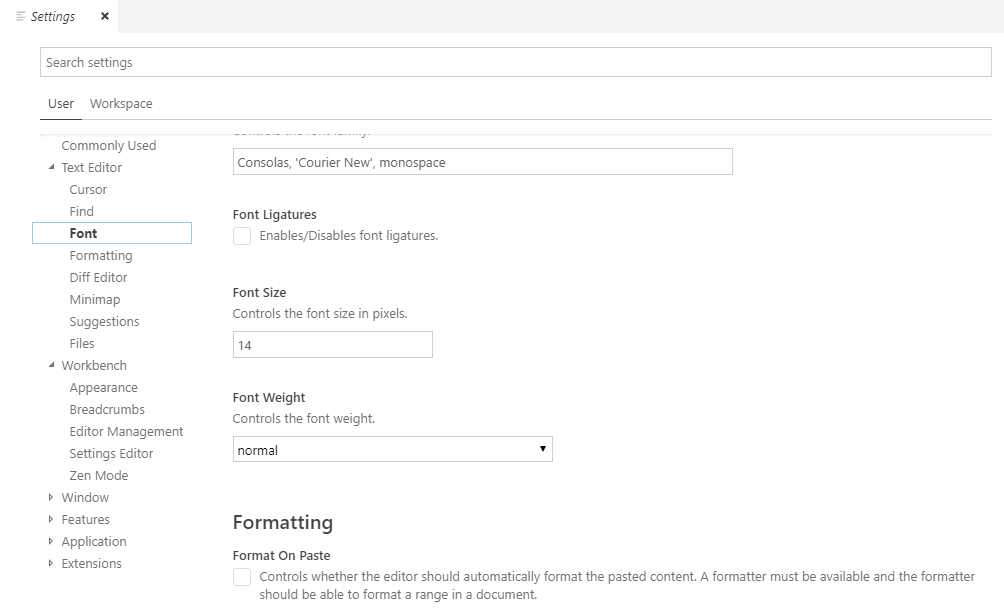 Settings
Search settings
User Workspace
Commonly Used
Text Editor
Cursor
Find
Font
Formatting
Diff Editor
Minimap
Suggestions
Files
Workbench
Appearance
Breadcrumbs
Editor Management
Settings Editor
Zen Mode
Window
Features
Application
Extensions
Controls the font family.
Consolas, 'Courier New', monospace
Font Ligatures
Enables/Disables font ligatures.
Font Size
Controls the font size in pixels.
14
Font Weight
Controls the font weight.
normal
Formatting
Format On Paste
Controls whether the editor should automatically format the pasted content. A formatter must be available and the formatter
should be able to format a range in a document.